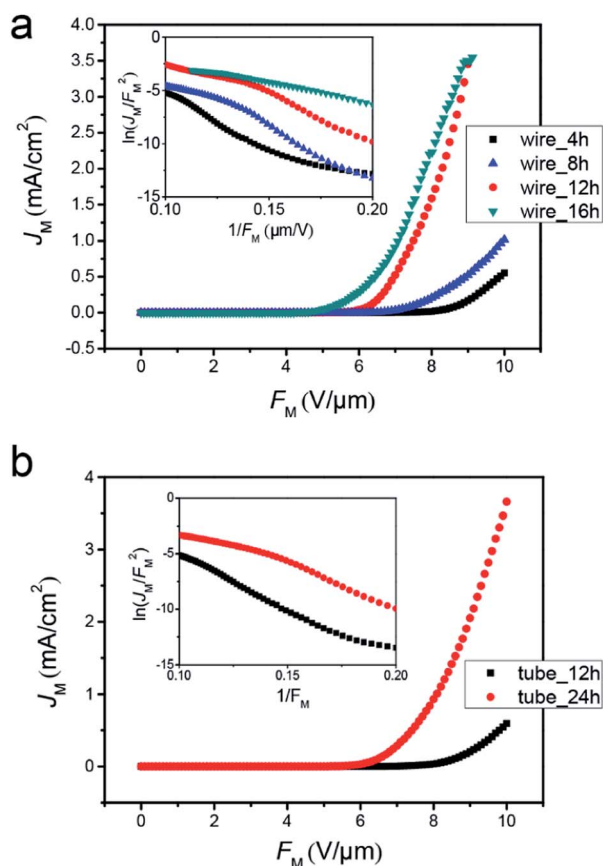 a
4.0
3.5
3.0
2.5
2.0
1.5
1.0
0.5
0.0
-0.5
J_M (mA/cm²)
0 2 4 6 8 10
F_M (V/µm)
0
-5
-10
-15
ln(J_M/F_M²)
0.10 0.15 0.20
1/F_M (µm/V)
wire_4h
wire_8h
wire_12h
wire_16h
b
4
3
2
1
0
J_M (mA/cm²)
0 2 4 6 8 10
F_M (V/µm)
0
-5
-10
-15
ln(J_M/F_M²)
0.10 0.15 0.20
1/F_M
tube_12h
tube_24h